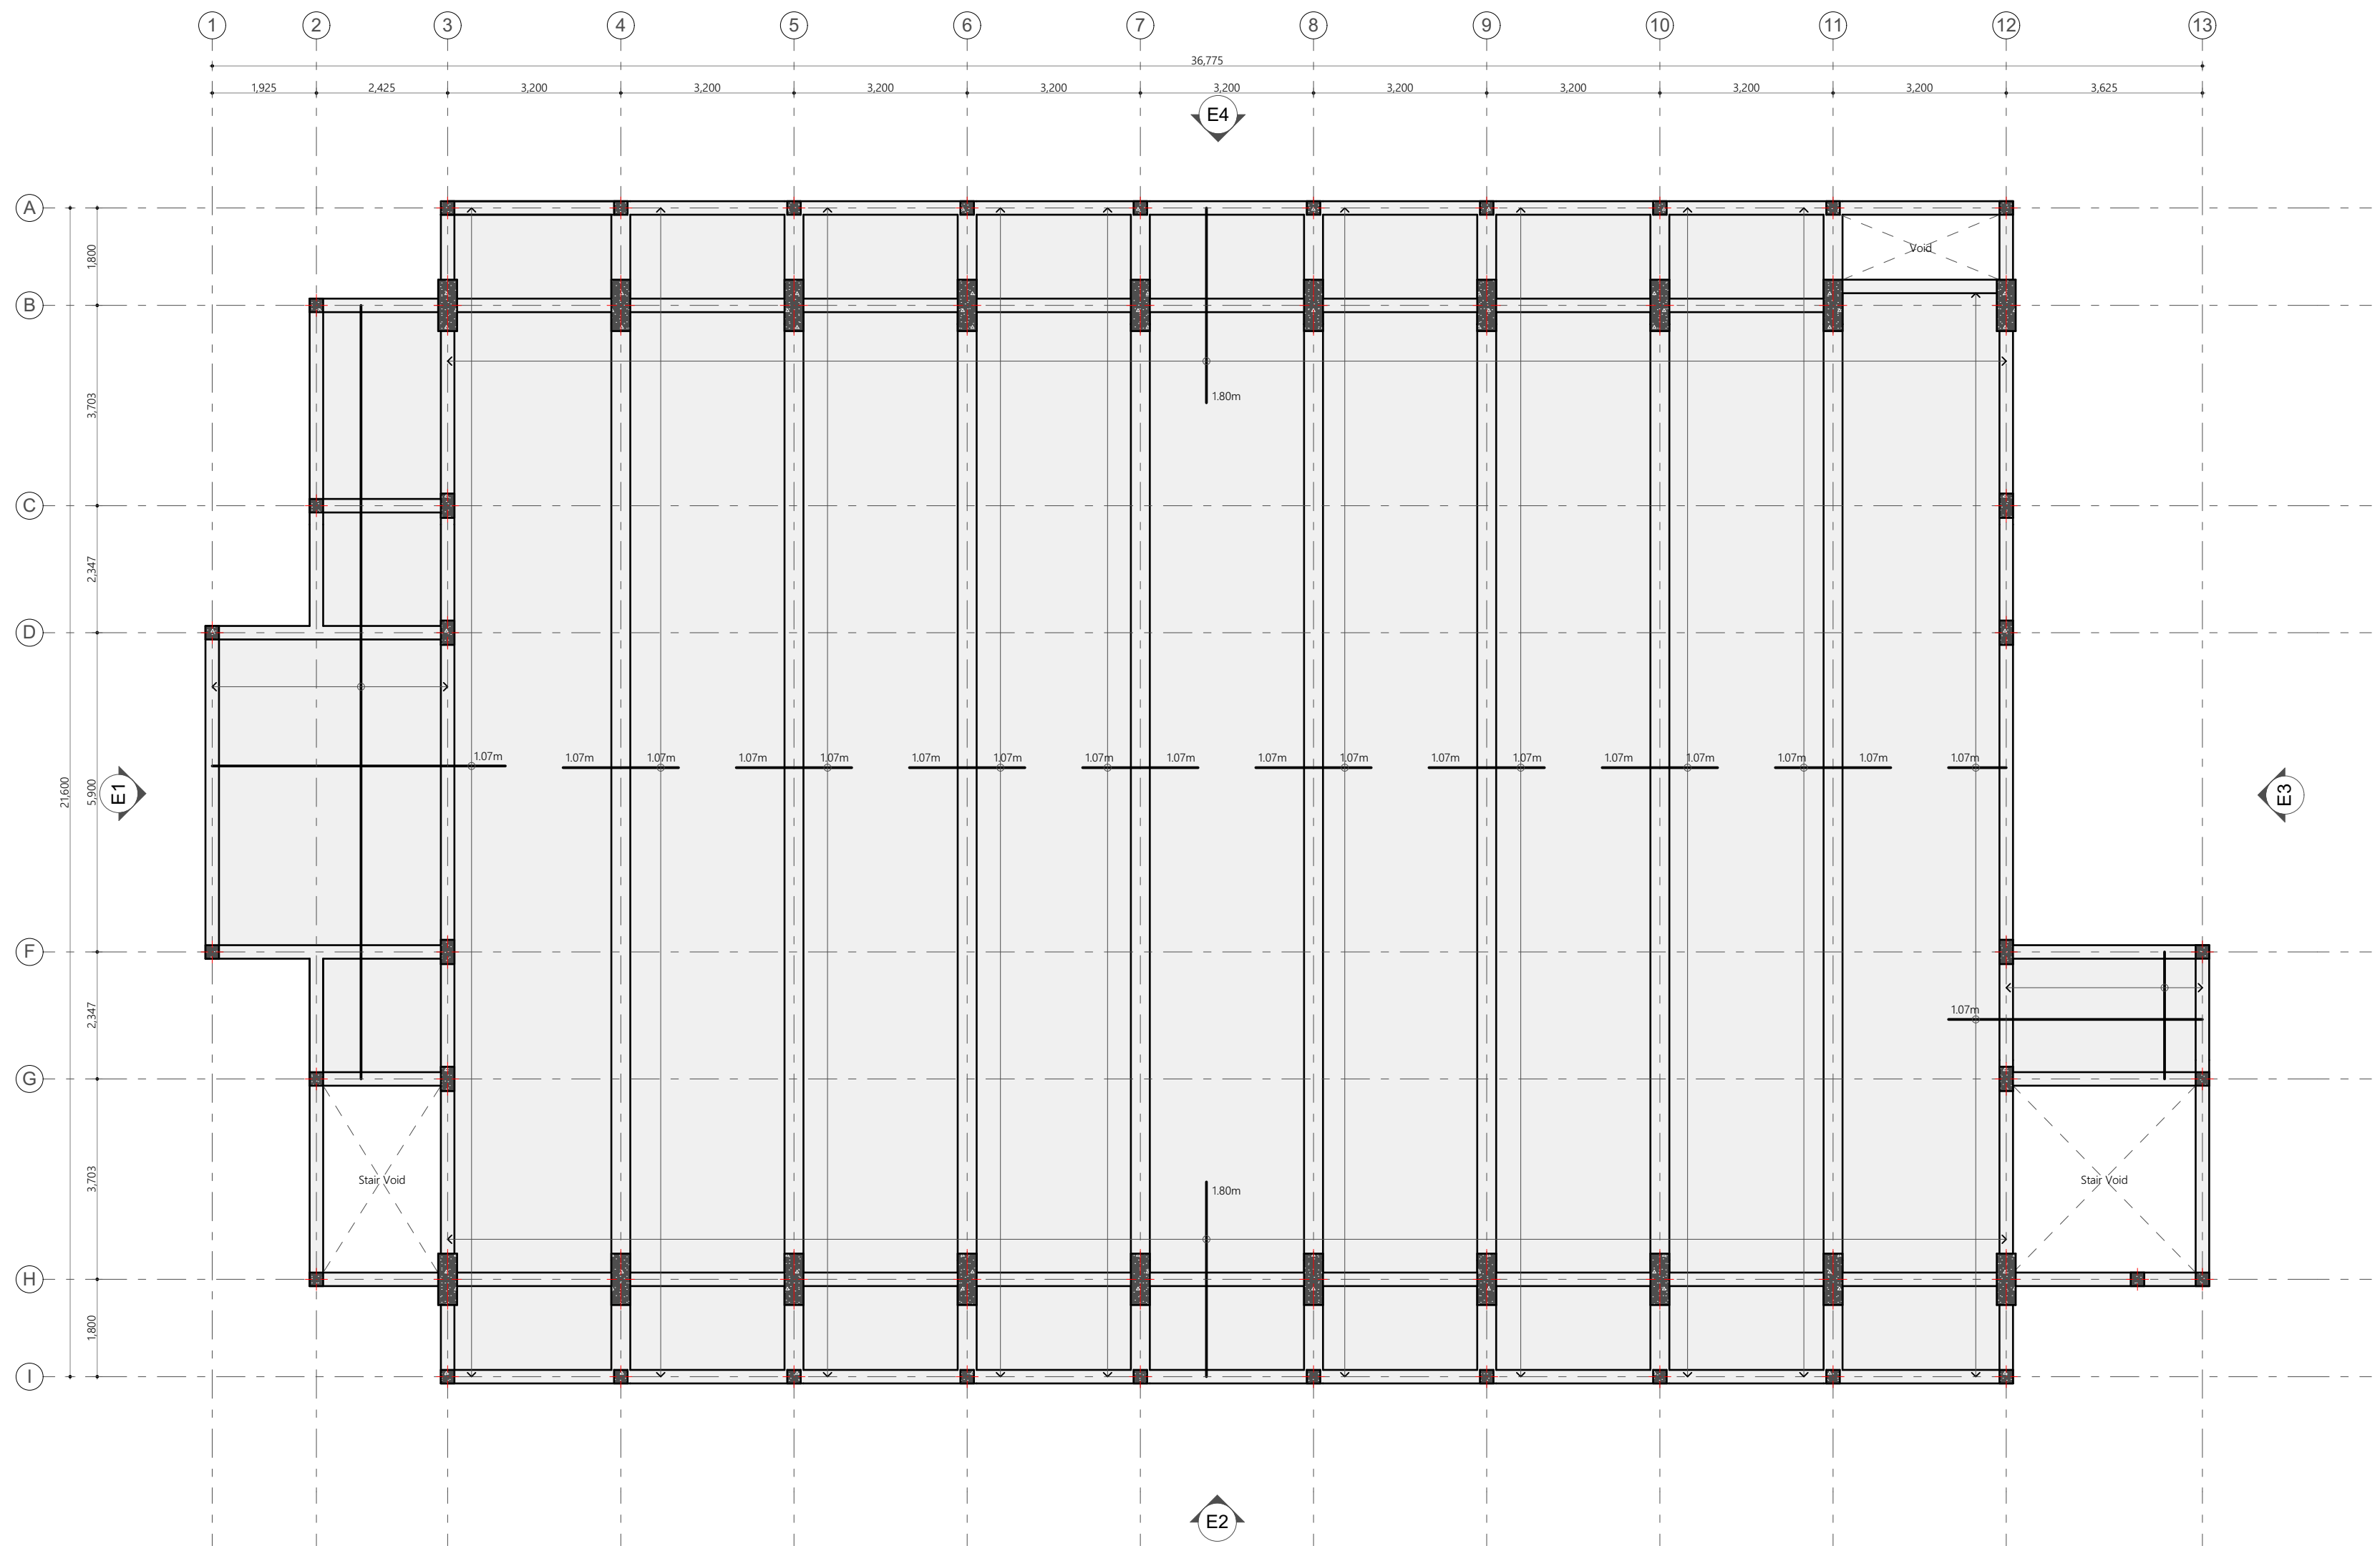 1 2 3 4 5 6 7 8 9 10 11 12 13
36,775
1,925 2,425 3,200 3,200 3,200 3,200 3,200 3,200 3,200 3,200 3,200 3,625
E4
A
1,800
Void
B
3,703
1.80m
C
2,347
D
1.07m 1.07m 1.07m 1.07m 1.07m 1.07m 1.07m 1.07m 1.07m 1.07m 1.07m 1.07m 1.07m 1.07m 1.07m 1.07m 1.07m 1.07m
21,600
5,900
E1
E3
F
2,347
1.07m
G
3,703
Stair Void
1.80m
Stair Void
H
1,800
I
E2